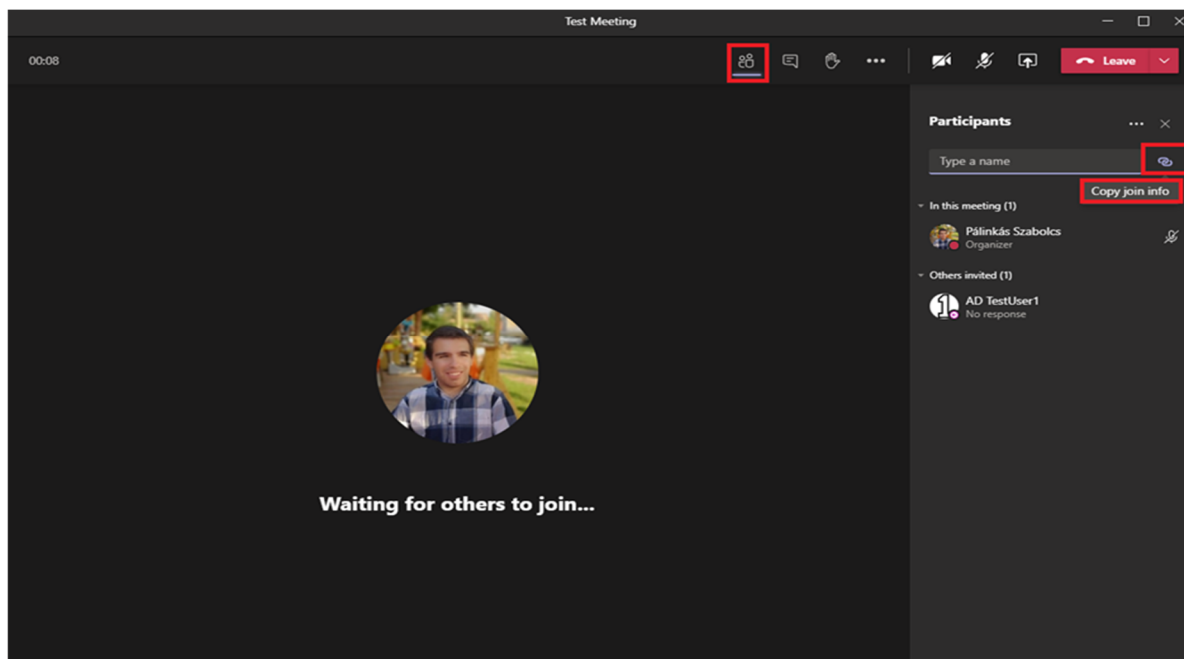 Test Meeting
00:08
Leave
Participants
Type a name
Copy join info
In this meeting (1)
Pálinkás Szabolcs
Organizer
Others invited (1)
1
AD TestUser1
No response
Waiting for others to join...